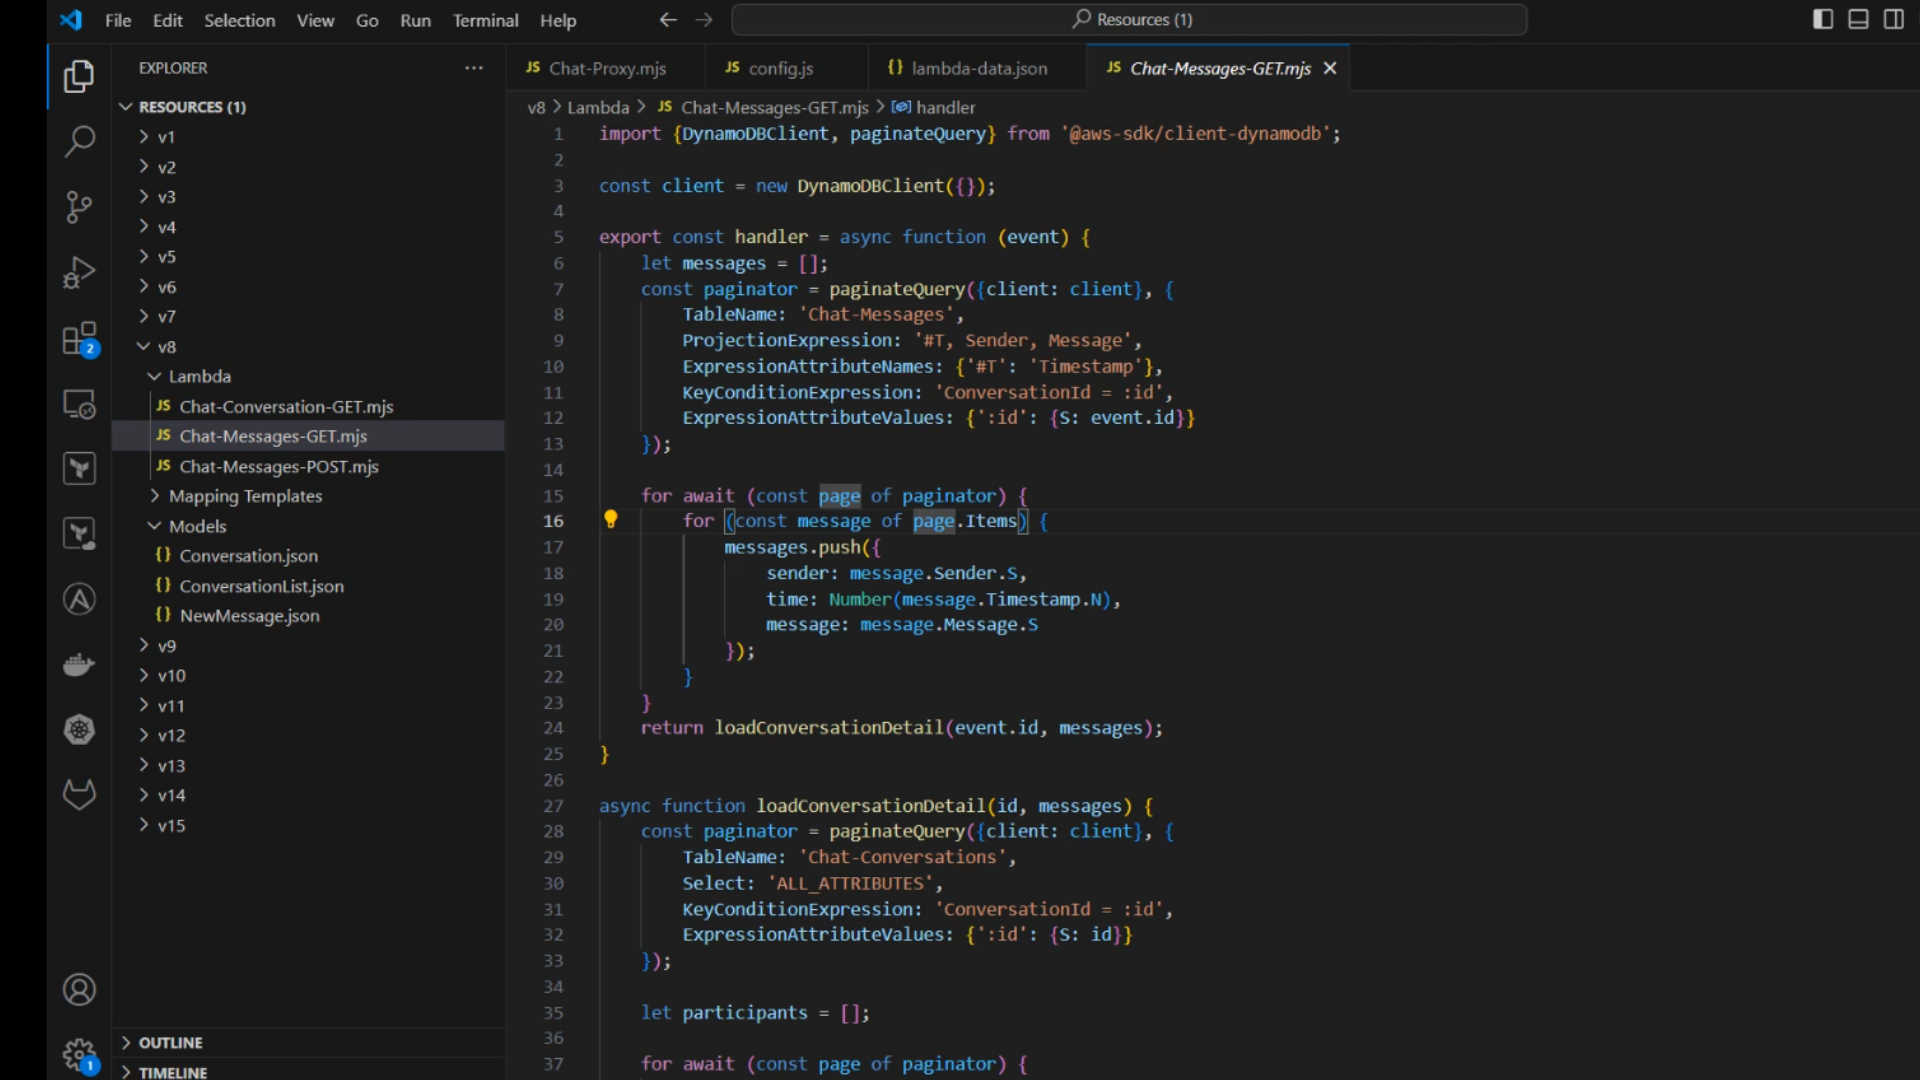 File Edit Selection View Go Run Terminal Help
Resources (1)
EXPLORER
RESOURCES (1)
v1
v2
v3
v4
v5
v6
v7
v8
Lambda
JS Chat-Conversation-GET.mjs
JS Chat-Messages-GET.mjs
JS Chat-Messages-POST.mjs
Mapping Templates
Models
{} Conversation.json
{} ConversationList.json
{} NewMessage.json
v9
v10
v11
v12
v13
v14
v15
OUTLINE
TIMELINE
2
1
JS Chat-Proxy.mjs JS config.js {} lambda-data.json JS Chat-Messages-GET.mjs
v8 > Lambda > JS Chat-Messages-GET.mjs > handler
1 import {DynamoDBClient, paginateQuery} from '@aws-sdk/client-dynamodb';
2
3 const client = new DynamoDBClient({});
4
5 export const handler = async function (event) {
6 let messages = [];
7 const paginator = paginateQuery({client: client}, {
8 TableName: 'Chat-Messages',
9 ProjectionExpression: '#T, Sender, Message',
10 ExpressionAttributeNames: {'#T': 'Timestamp'},
11 KeyConditionExpression: 'ConversationId = :id',
12 ExpressionAttributeValues: {':id': {S: event.id}}
13 });
14
15 for await (const page of paginator) {
16 for (const message of page.Items) {
17 messages.push({
18 sender: message.Sender.S,
19 time: Number(message.Timestamp.N),
20 message: message.Message.S
21 });
22 }
23 }
24 return loadConversationDetail(event.id, messages);
25 }
26
27 async function loadConversationDetail(id, messages) {
28 const paginator = paginateQuery({client: client}, {
29 TableName: 'Chat-Conversations',
30 Select: 'ALL_ATTRIBUTES',
31 KeyConditionExpression: 'ConversationId = :id',
32 ExpressionAttributeValues: {':id': {S: id}}
33 });
34
35 let participants = [];
36
37 for await (const page of paginator) {